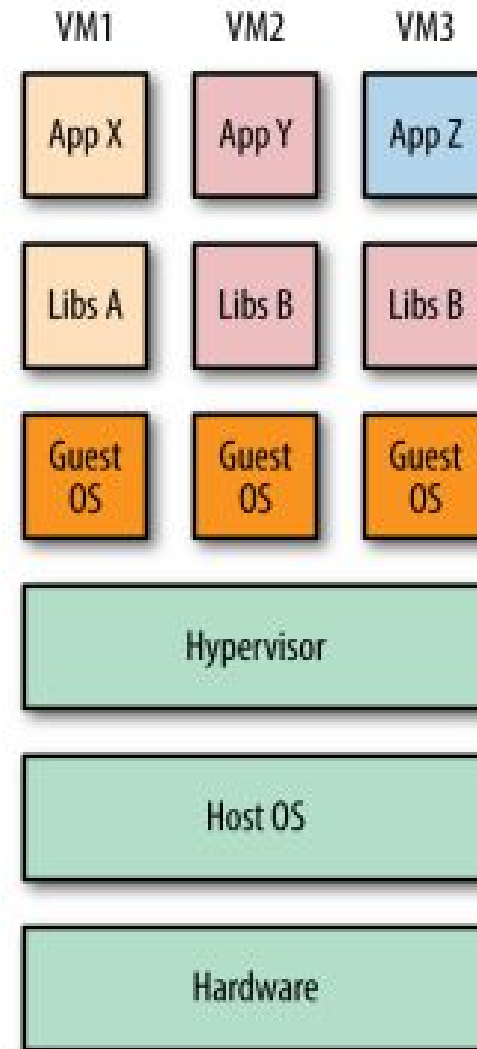 VM1 VM2 VM3
App X App Y App Z
Libs A Libs B Libs B
Guest Guest Guest
OS OS OS
Hypervisor
Host OS
Hardware